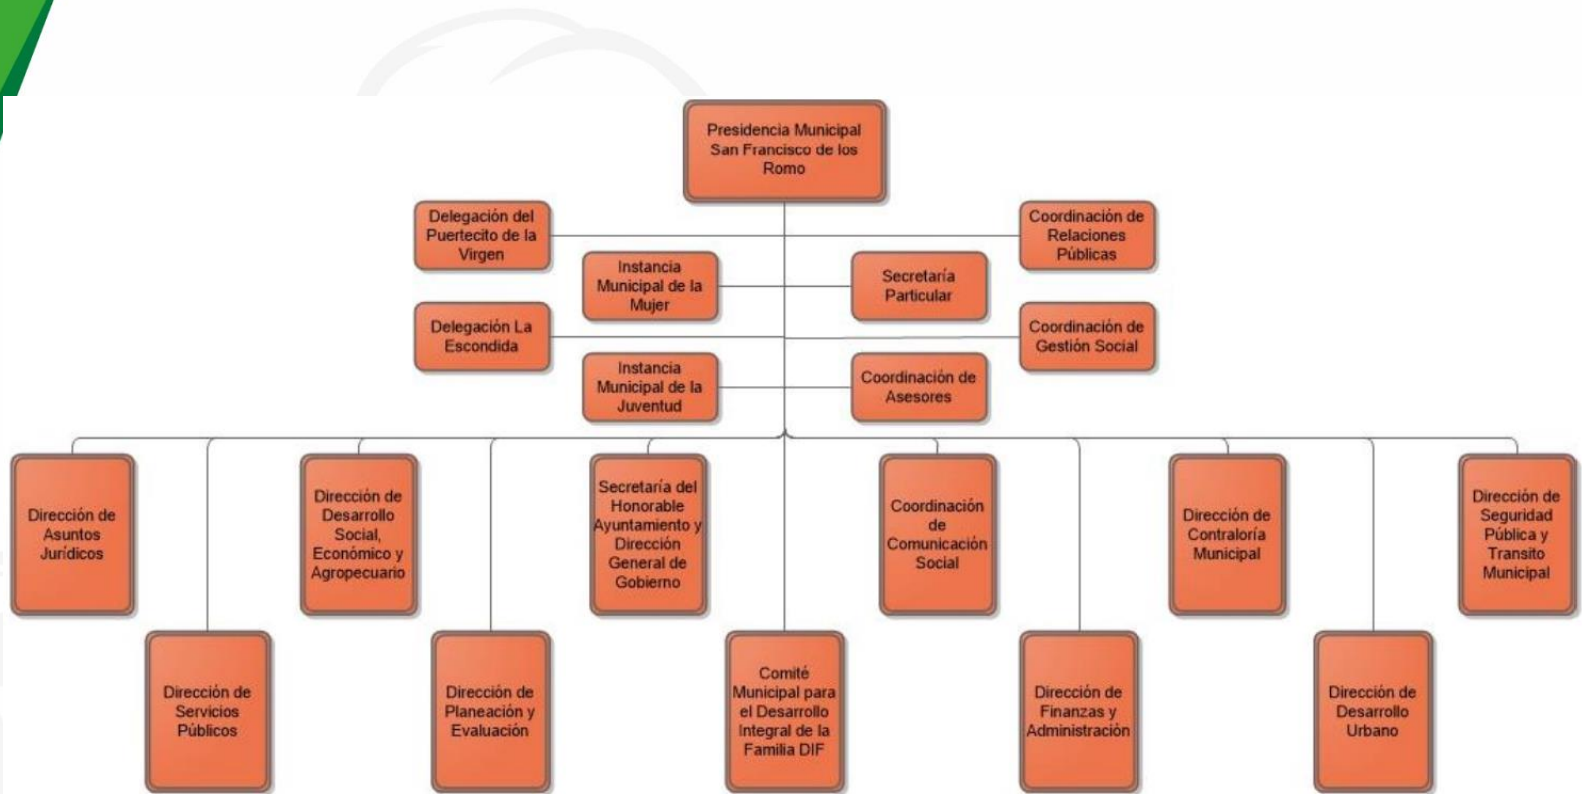 Presidencia Municipal
San Francisco de los
Romo
Delegación del
Puertecito de la
Virgen
Coordinación de
Relaciones
Públicas
Instancia
Municipal de la
Mujer
Secretaría
Particular
Delegación La
Escondida
Coordinación de
Gestión Social
Instancia
Municipal de la
Juventud
Coordinación de
Asesores
Dirección de
Asuntos
Jurídicos
Dirección de
Desarrollo
Social,
Económico y
Agropecuario
Secretaría del
Honorable
Ayuntamiento y
Dirección
General de
Gobierno
Coordinación
de
Comunicación
Social
Dirección de
Contraloría
Municipal
Dirección de
Seguridad
Pública y
Transito
Municipal
Dirección de
Servicios
Públicos
Dirección de
Planeación y
Evaluación
Comité
Municipal para
el Desarrollo
Integral de la
Familia DIF
Dirección de
Finanzas y
Administración
Dirección de
Desarrollo
Urbano